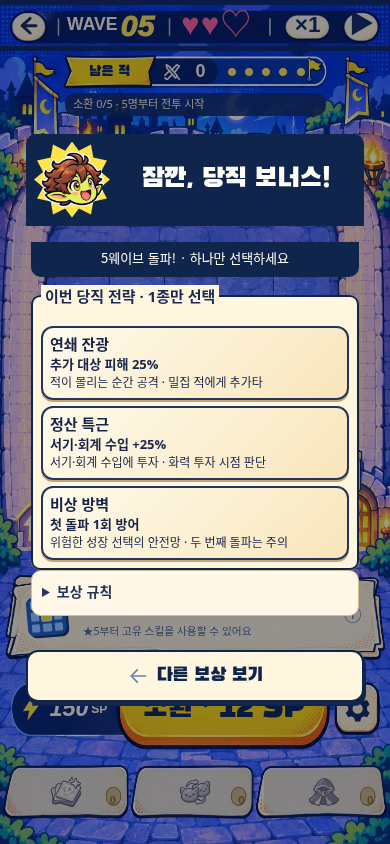 WAVE 05
×1
남은 적
0
소환 0/5 · 5명부터 전투 시작
잠깐, 당직 보너스!
5웨이브 돌파! · 하나만 선택하세요
이번 당직 전략 · 1종만 선택
연쇄 잔광
추가 대상 피해 25%
적이 몰리는 순간 공격 · 밀집 적에게 추가타
정산 특근
서기·회계 수입 +25%
서기·회계 수입에 투자 · 화력 투자 시점 판단
비상 방벽
첫 돌파 1회 방어
위험한 성장 선택의 안전망 · 두 번째 돌파는 주의
▶ 보상 규칙
★5부터 고유 스킬을 사용할 수 있어요
← 다른 보상 보기
150 SP
소환 · 12 SP